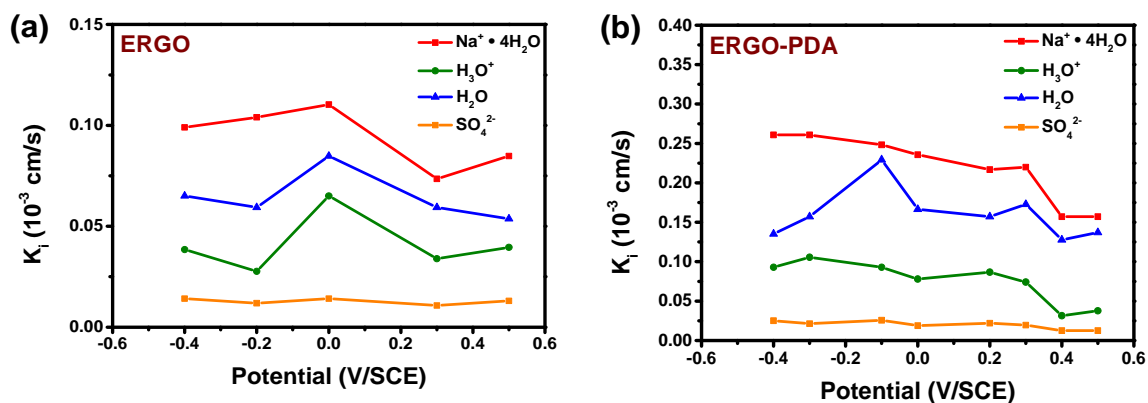 (a)
ERGO
Na⁺ • 4H₂O
H₃O⁺
H₂O
SO₄²⁻
0.15
0.10
0.05
0.00
Kᵢ (10⁻³ cm/s)
-0.6 -0.4 -0.2 0.0 0.2 0.4 0.6
Potential (V/SCE)
(b)
ERGO-PDA
Na⁺ • 4H₂O
H₃O⁺
H₂O
SO₄²⁻
0.40
0.35
0.30
0.25
0.20
0.15
0.10
0.05
0.00
Kᵢ (10⁻³ cm/s)
-0.6 -0.4 -0.2 0.0 0.2 0.4 0.6
Potential (V/SCE)